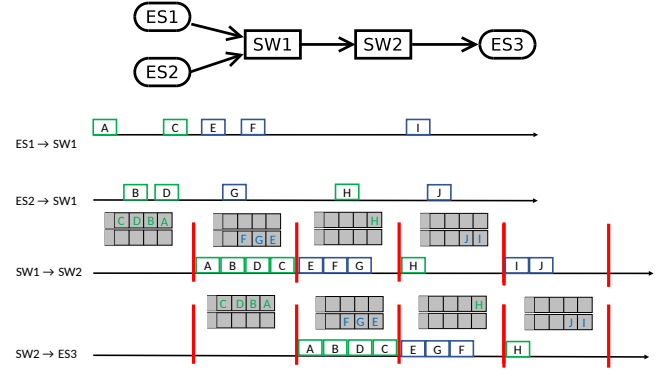 ES1
SW1 SW2 ES3
ES2
A C E F I
ES1 → SW1
B D G H J
ES2 → SW1
C D B A H
F G E J I
A B D C E F G H I J
SW1 → SW2
C D B A H
F G E J I
A B D C E G F H
SW2 → ES3